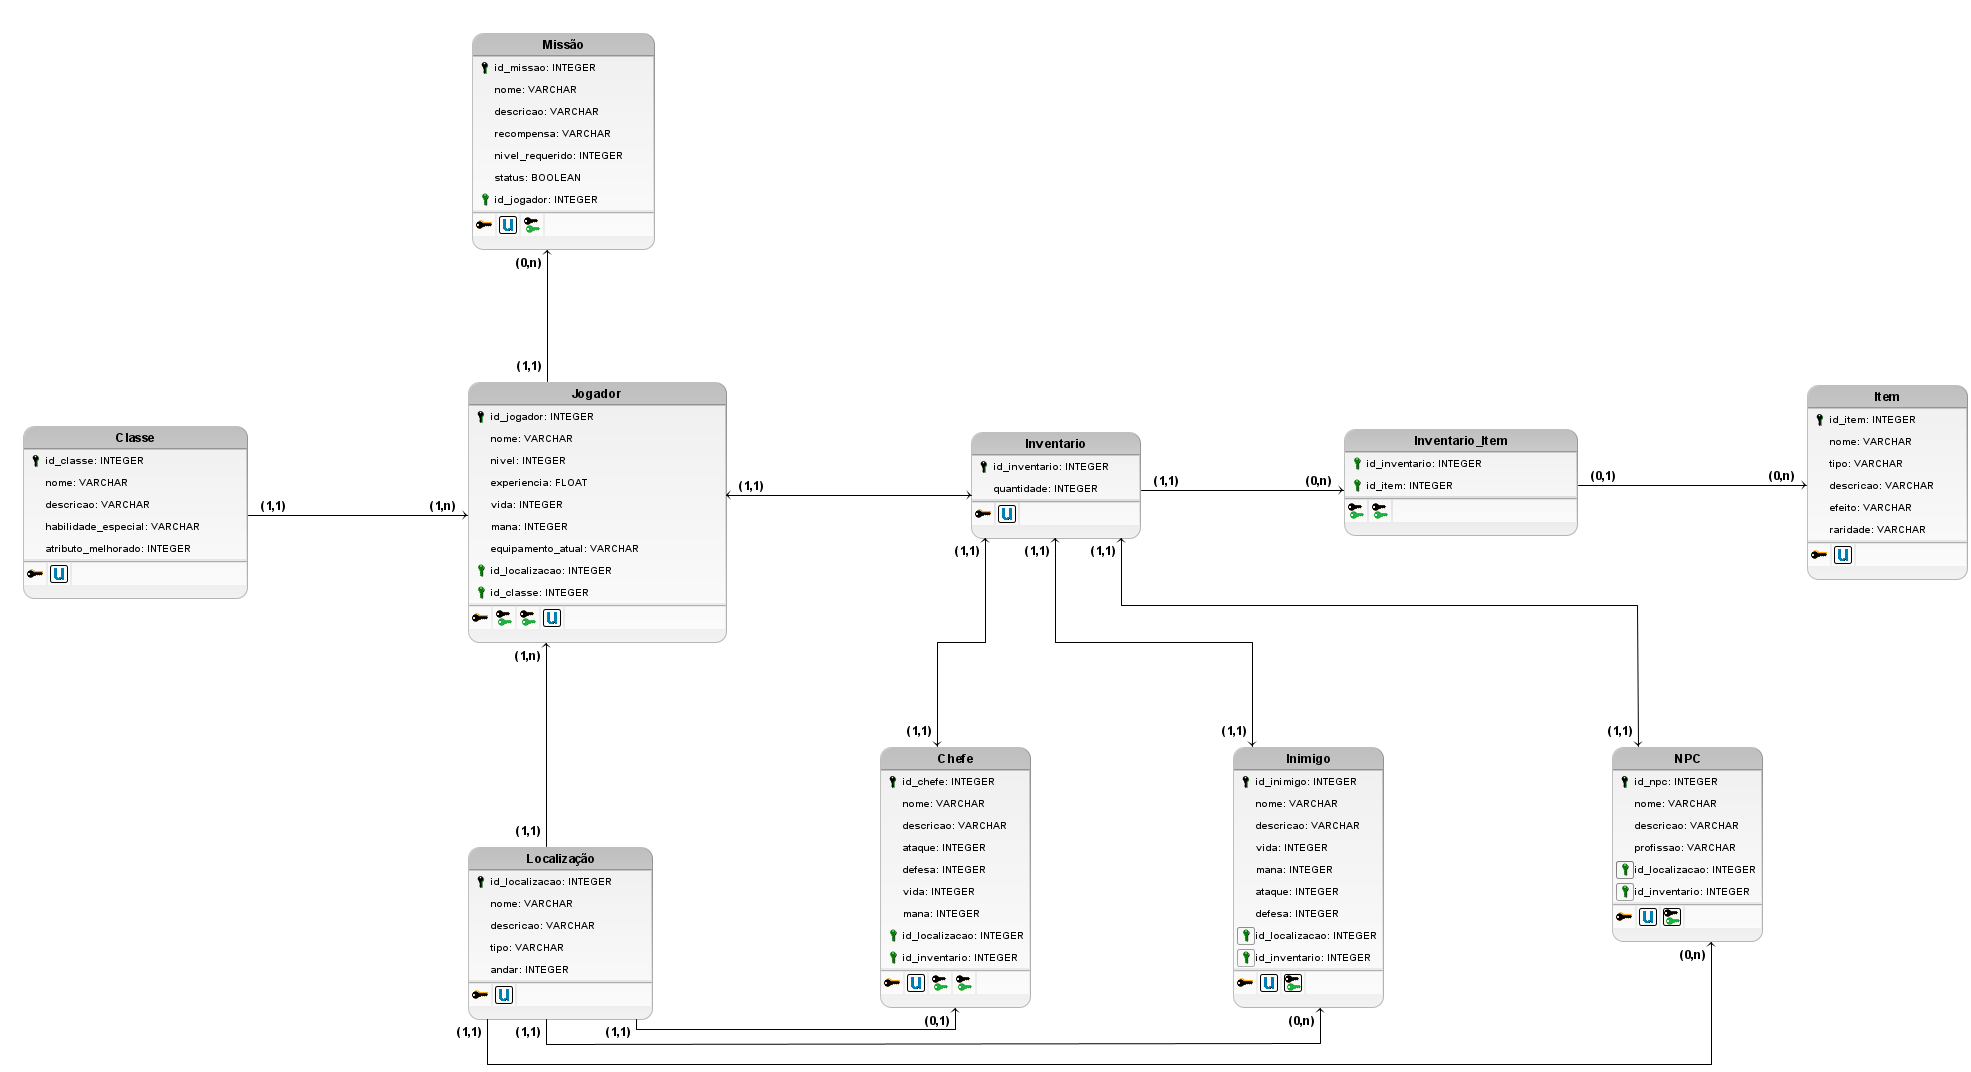 Missão
id_missao: INTEGER
nome: VARCHAR
descricao: VARCHAR
recompensa: VARCHAR
nivel_requerido: INTEGER
status: BOOLEAN
id_jogador: INTEGER
U
(0,n)
(1,1)
Classe
id_classe: INTEGER
nome: VARCHAR
descricao: VARCHAR
habilidade_especial: VARCHAR
atributo_melhorado: INTEGER
U
(1,1)
(1,n)
Jogador
id_jogador: INTEGER
nome: VARCHAR
nivel: INTEGER
experiencia: FLOAT
vida: INTEGER
mana: INTEGER
equipamento_atual: VARCHAR
id_localizacao: INTEGER
id_classe: INTEGER
U
(1,1)
Inventario
id_inventario: INTEGER
quantidade: INTEGER
U
(1,1)
(0,n)
Inventario_Item
id_inventario: INTEGER
id_item: INTEGER
(0,1)
(0,n)
Item
id_item: INTEGER
nome: VARCHAR
tipo: VARCHAR
descricao: VARCHAR
efeito: VARCHAR
raridade: VARCHAR
U
(1,1)
(1,1)
(1,1)
(1,n)
(1,1)
(1,1)
(1,1)
(1,1)
Localização
id_localizacao: INTEGER
nome: VARCHAR
descricao: VARCHAR
tipo: VARCHAR
andar: INTEGER
U
(1,1)
(1,1)
(1,1)
Chefe
id_chefe: INTEGER
nome: VARCHAR
descricao: VARCHAR
ataque: INTEGER
defesa: INTEGER
vida: INTEGER
mana: INTEGER
id_localizacao: INTEGER
id_inventario: INTEGER
U
(0,1)
Inimigo
id_inimigo: INTEGER
nome: VARCHAR
descricao: VARCHAR
vida: INTEGER
mana: INTEGER
ataque: INTEGER
defesa: INTEGER
id_localizacao: INTEGER
id_inventario: INTEGER
U
(0,n)
NPC
id_npc: INTEGER
nome: VARCHAR
descricao: VARCHAR
profissao: VARCHAR
id_localizacao: INTEGER
id_inventario: INTEGER
U
(0,n)